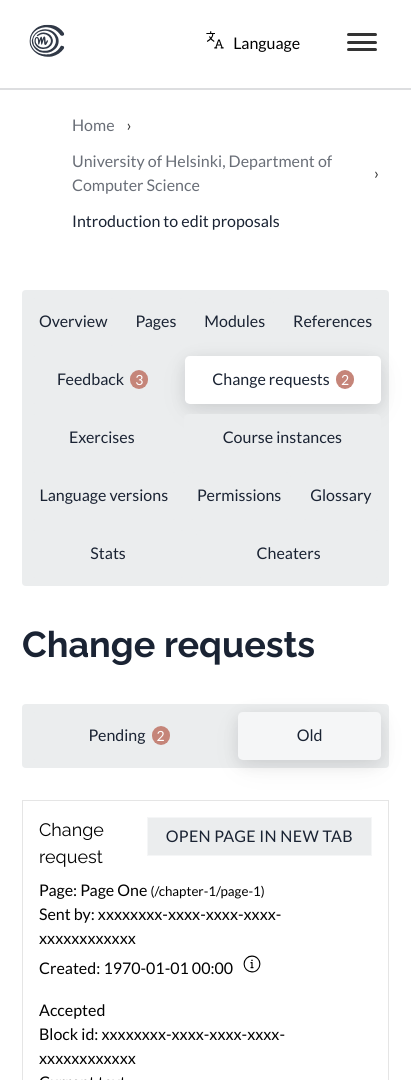 Language
Home ›
University of Helsinki, Department of
Computer Science ›
Introduction to edit proposals
Overview Pages Modules References
Feedback 3 Change requests 2
Exercises Course instances
Language versions Permissions Glossary
Stats Cheaters
Change requests
Pending 2 Old
Change
request
OPEN PAGE IN NEW TAB
Page: Page One (/chapter-1/page-1)
Sent by: xxxxxxxx-xxxx-xxxx-xxxx-
xxxxxxxxxxxx
Created: 1970-01-01 00:00
Accepted
Block id: xxxxxxxx-xxxx-xxxx-xxxx-
xxxxxxxxxxxx